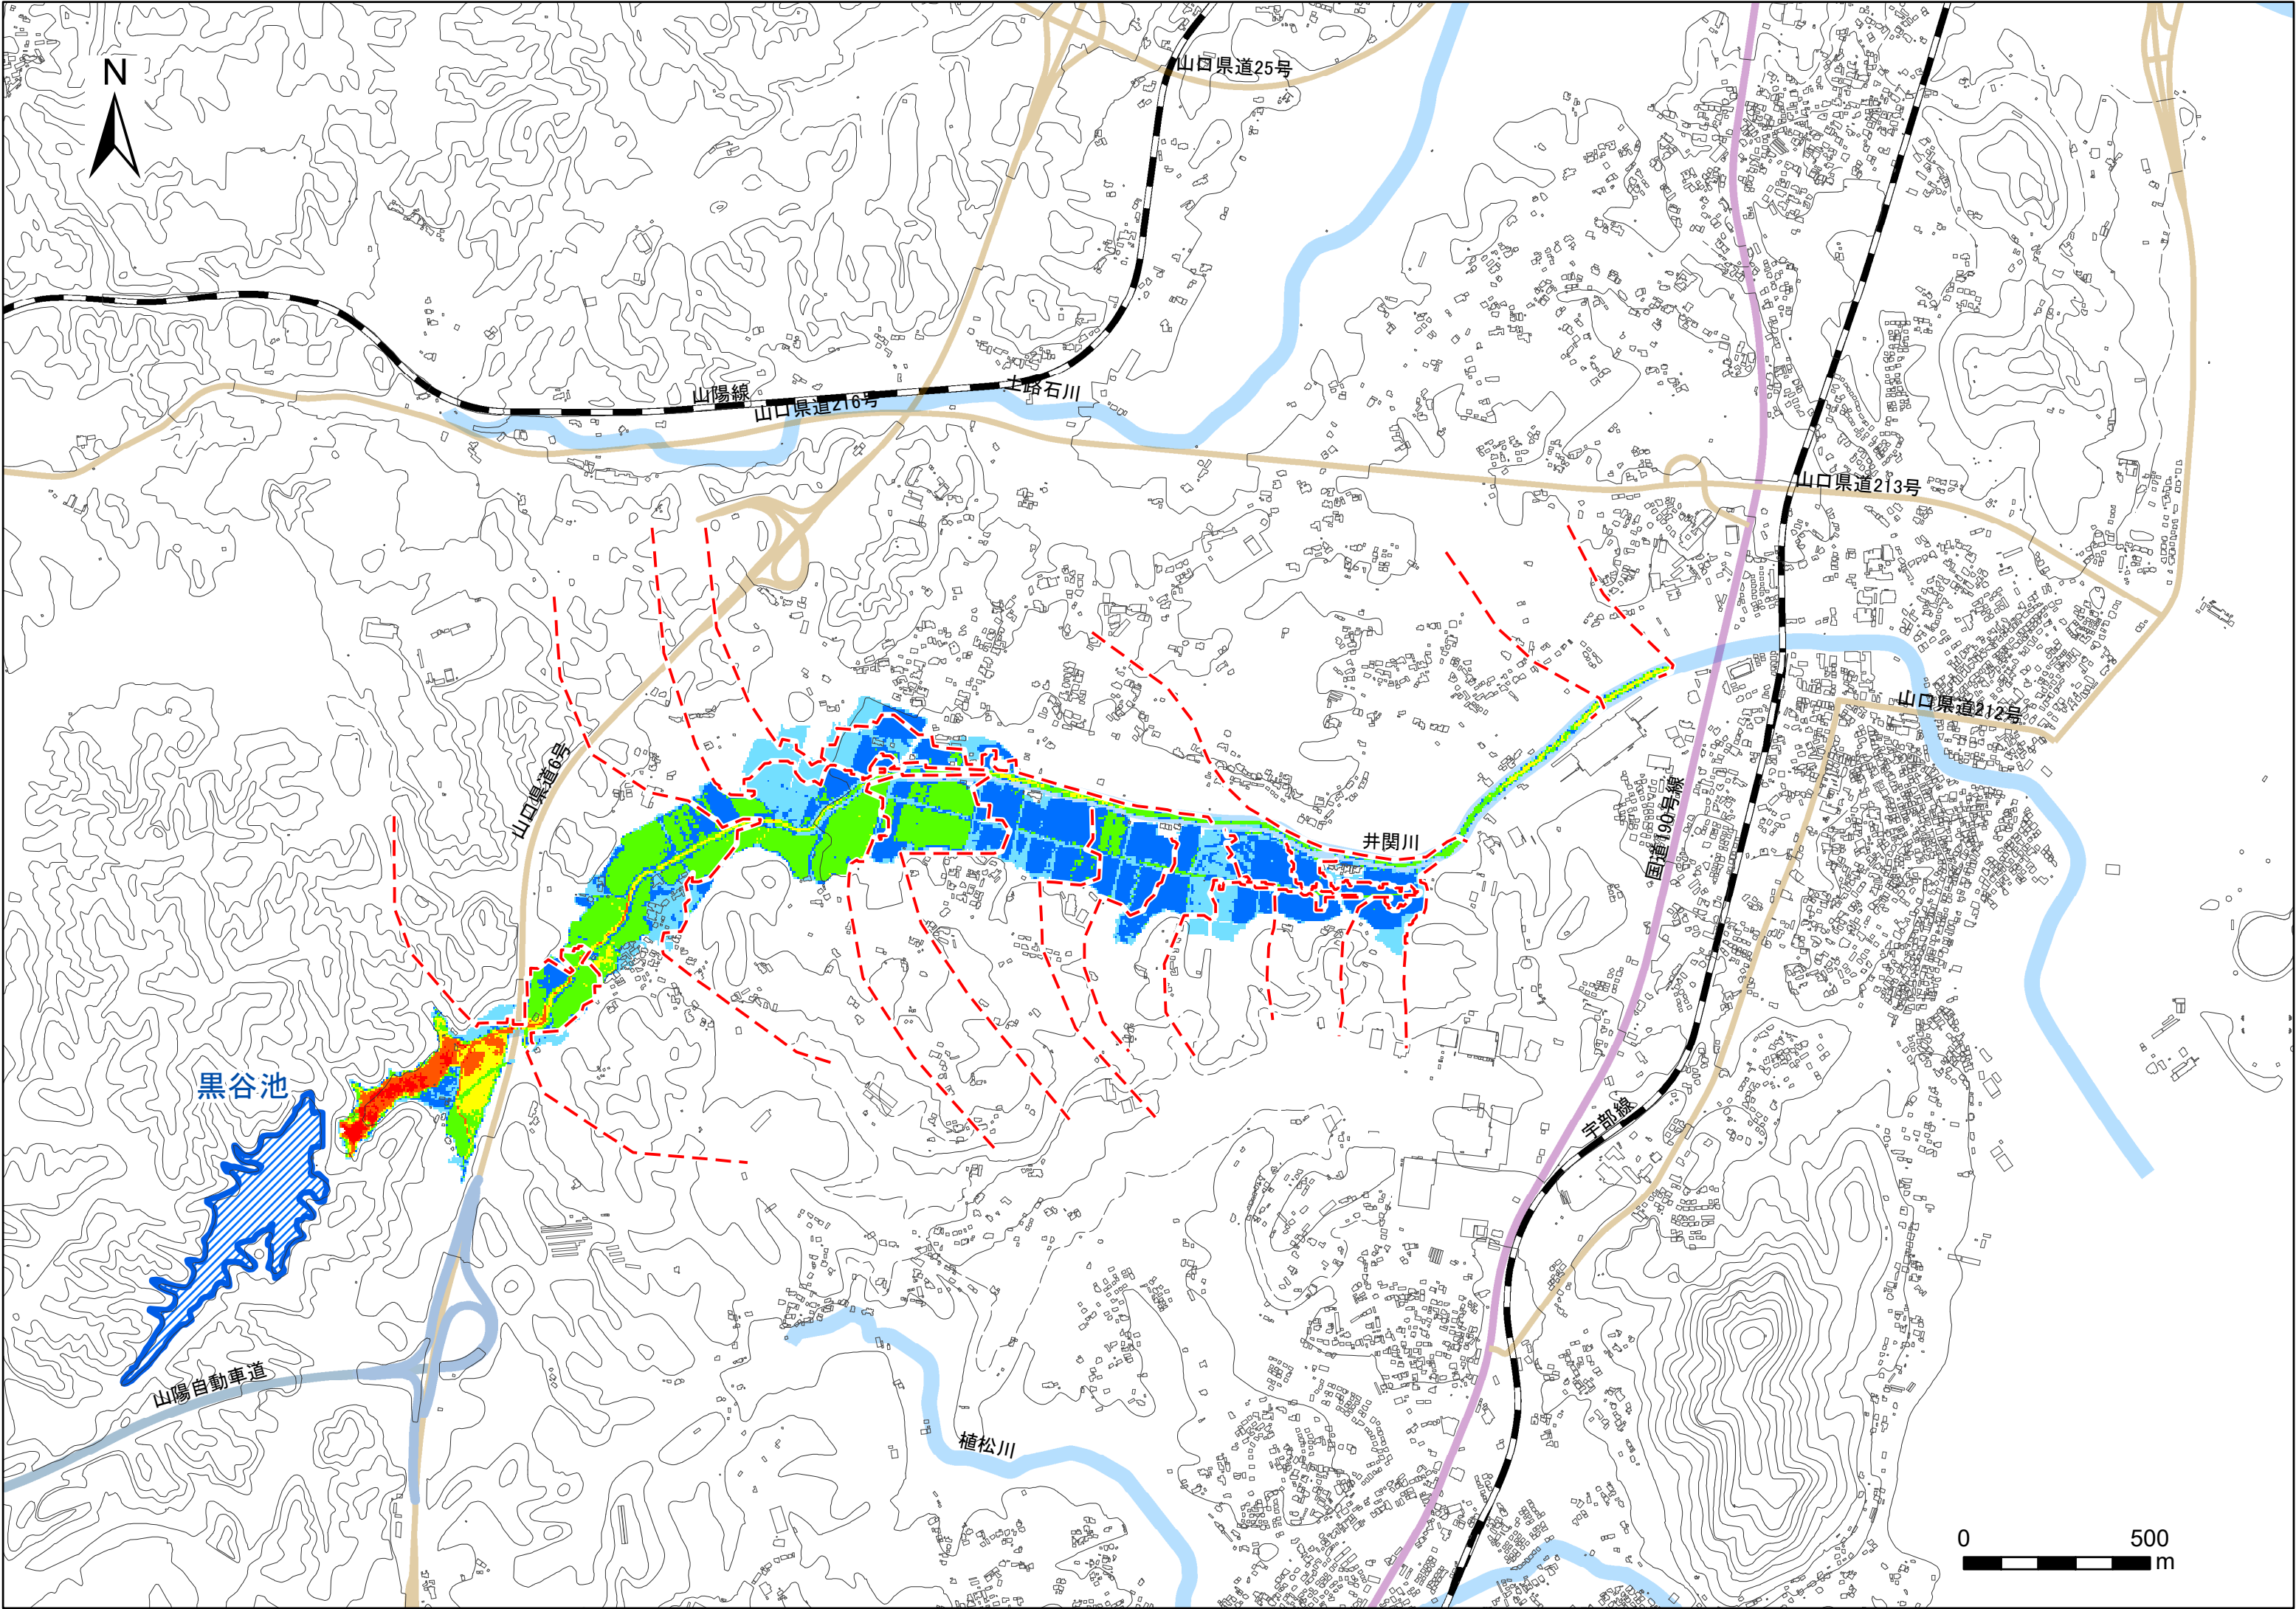 N
山口県道25号
山陽線
山口県道216号
土路石川
山口県道213号
山口県道212号
山口県道6号
井関川
国道190号線
黒谷池
宇部線
山陽自動車道
植松川
0 500
m